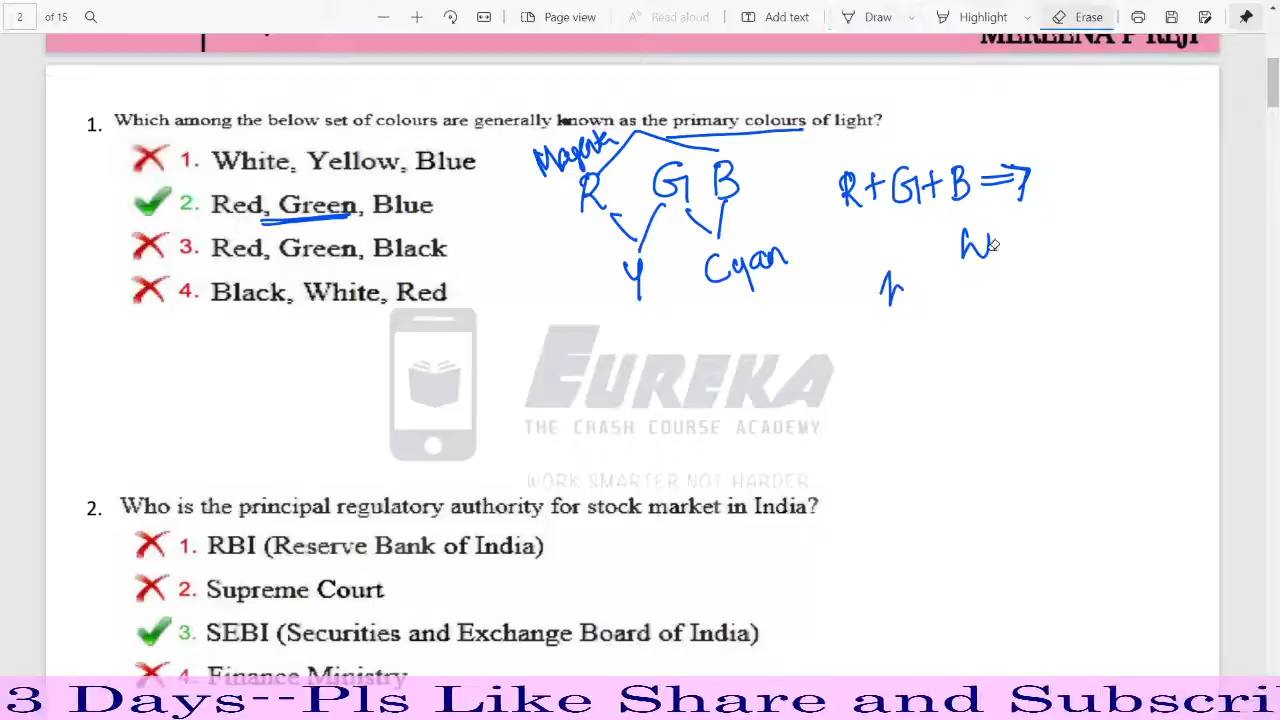 2 of 15 Page view Read aloud Add text Draw Highlight Erase
MEREENA P REJI
1. Which among the below set of colours are generally known as the primary colours of light?
1. White, Yellow, Blue
2. Red, Green, Blue
3. Red, Green, Black
4. Black, White, Red
Magenta
R G B
R+G+B ⇒
Y Cyan
EUREKA
THE CRASH COURSE ACADEMY
WORK SMARTER NOT HARDER
2. Who is the principal regulatory authority for stock market in India?
1. RBI (Reserve Bank of India)
2. Supreme Court
3. SEBI (Securities and Exchange Board of India)
4. Finance Ministry
3 Days--Pls Like Share and Subscri